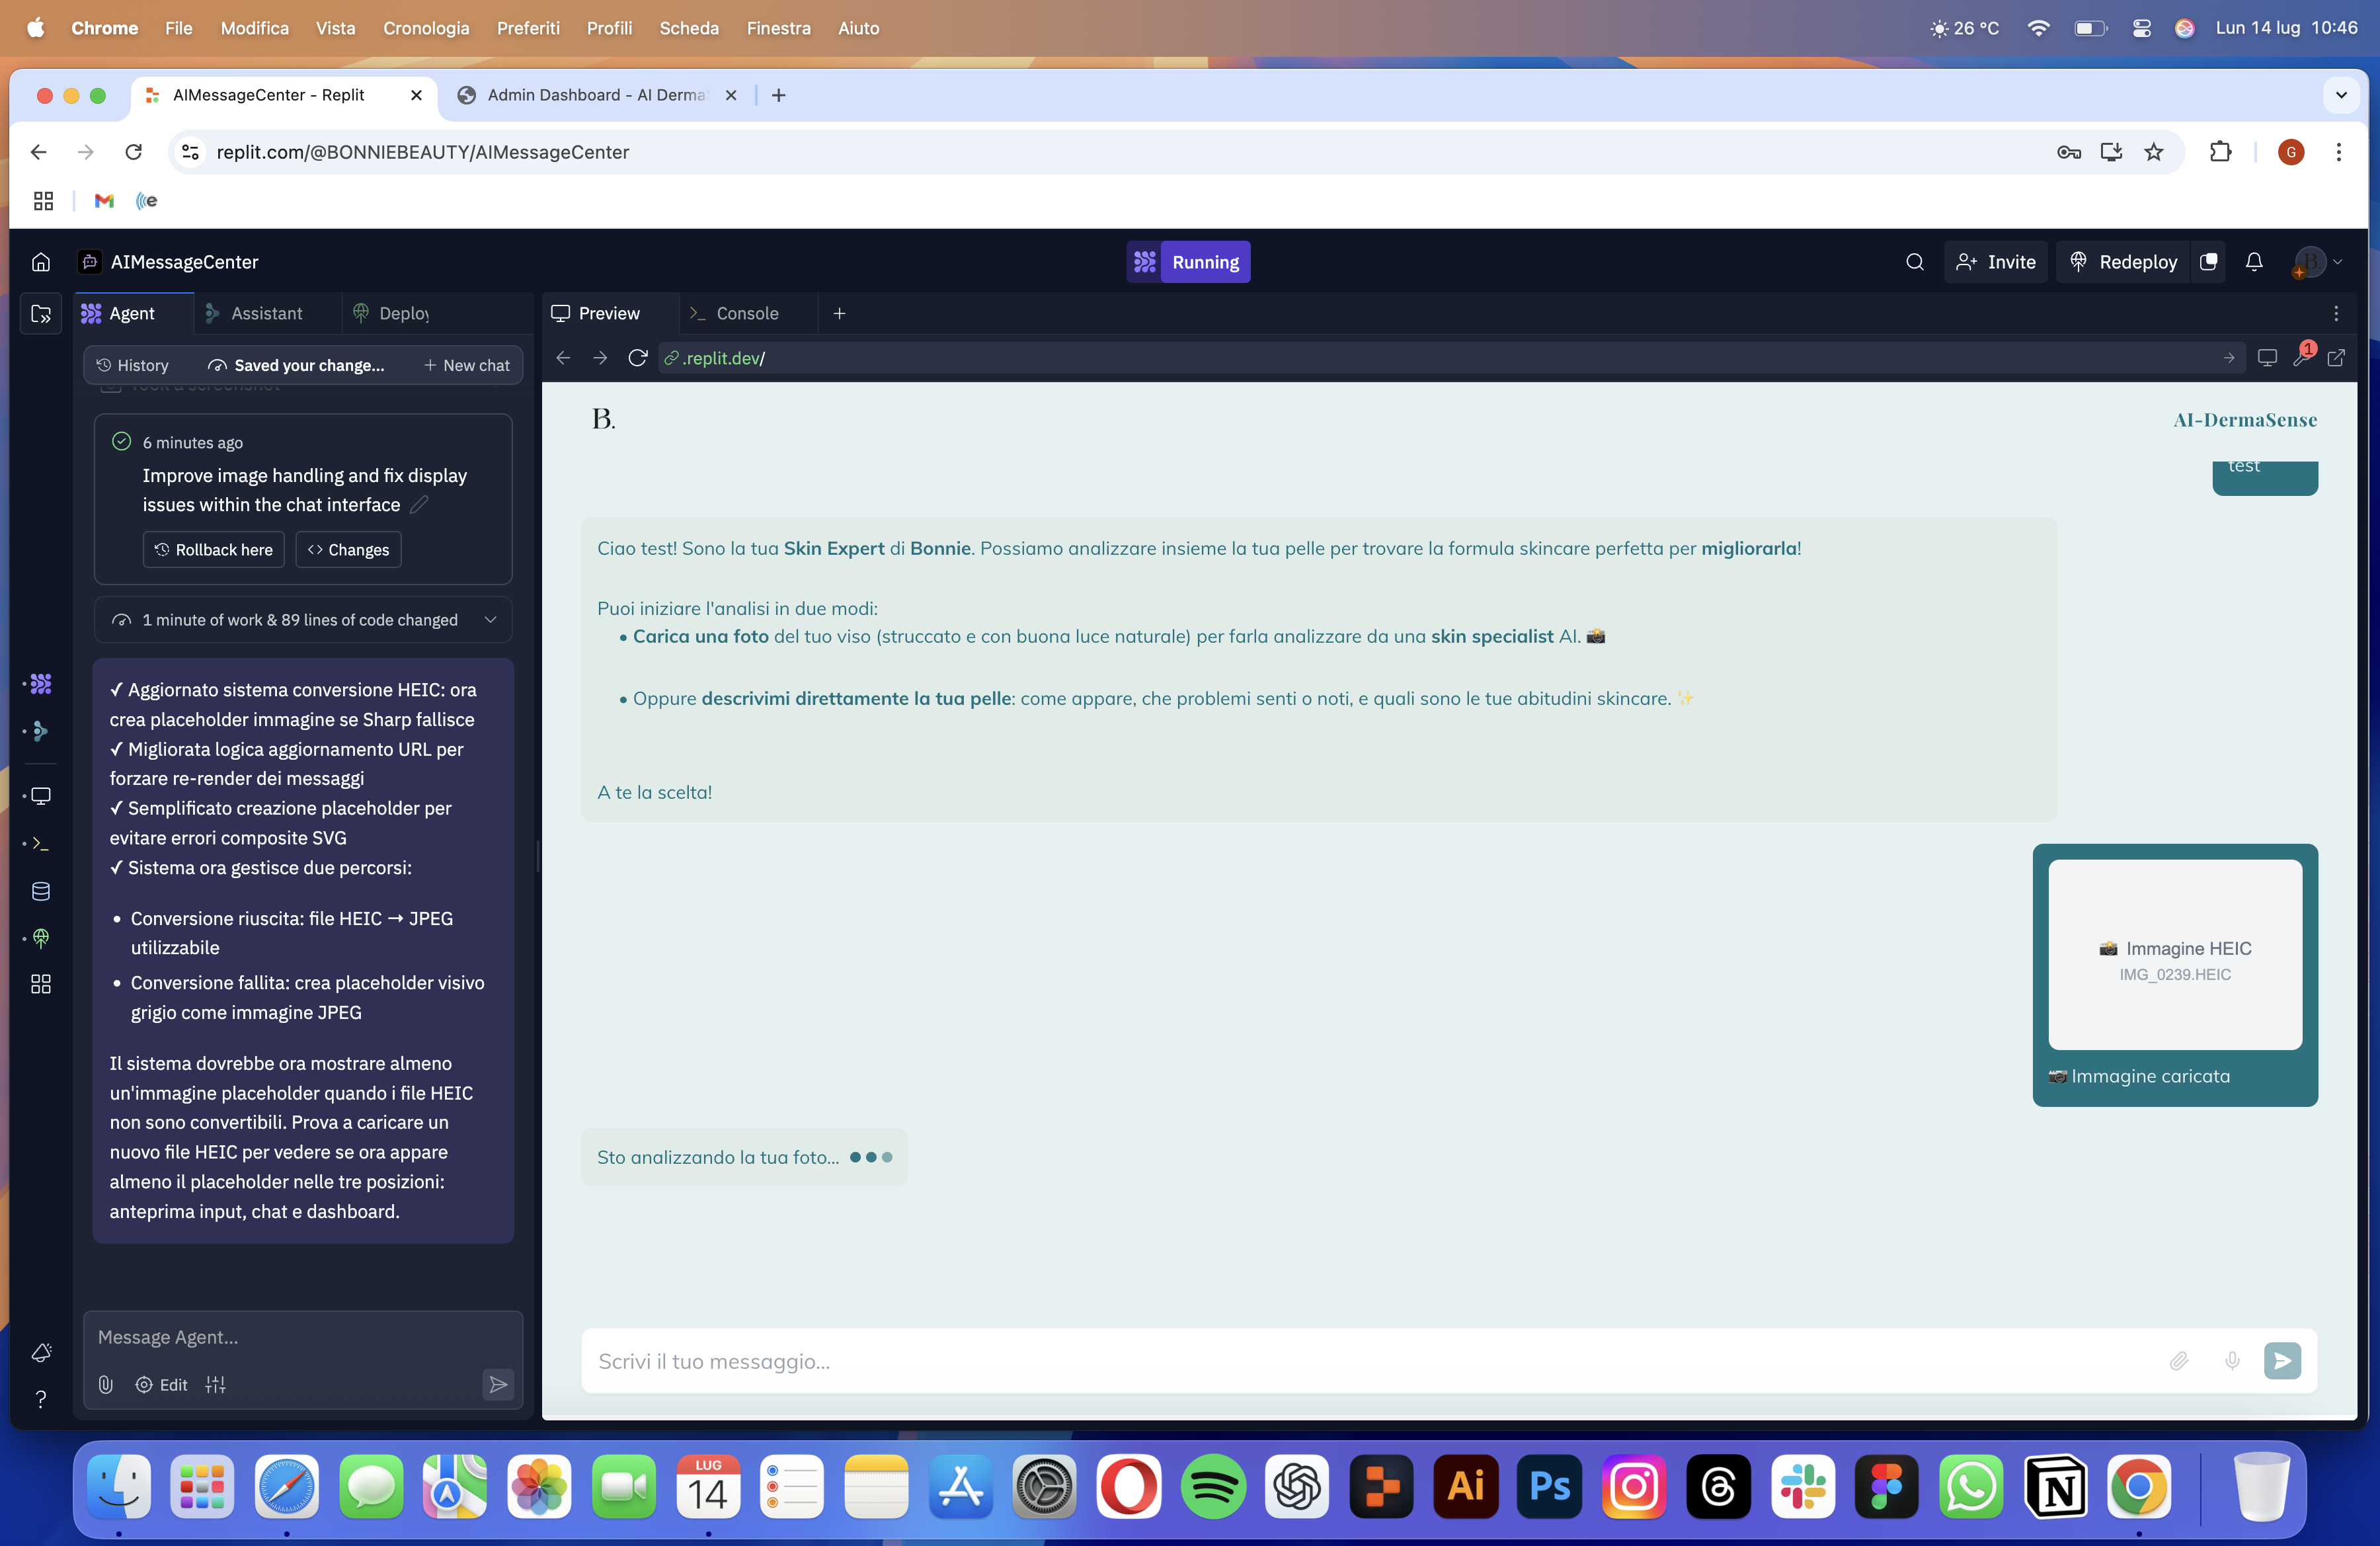 Chrome File Modifica Vista Cronologia Preferiti Profili Scheda Finestra Aiuto
26 °C Lun 14 lug 10:46
AIMessageCenter - Replit
Admin Dashboard - AI Derma
replit.com/@BONNIEBEAUTY/AIMessageCenter
G
e
AIMessageCenter
Running
Invite
Redeploy
B
Agent
Assistant
Deploy
Preview
Console
History
Saved your change...
New chat
.replit.dev/
1
Took a screenshot
6 minutes ago
Improve image handling and fix display
issues within the chat interface
Rollback here
Changes
1 minute of work & 89 lines of code changed
✓ Aggiornato sistema conversione HEIC: ora
crea placeholder immagine se Sharp fallisce
✓ Migliorata logica aggiornamento URL per
forzare re-render dei messaggi
✓ Semplificato creazione placeholder per
evitare errori composite SVG
✓ Sistema ora gestisce due percorsi:
• Conversione riuscita: file HEIC → JPEG
utilizzabile
• Conversione fallita: crea placeholder visivo
grigio come immagine JPEG
Il sistema dovrebbe ora mostrare almeno
un'immagine placeholder quando i file HEIC
non sono convertibili. Prova a caricare un
nuovo file HEIC per vedere se ora appare
almeno il placeholder nelle tre posizioni:
anteprima input, chat e dashboard.
Message Agent...
Edit
B.
AI-DermaSense
test
Ciao test! Sono la tua Skin Expert di Bonnie. Possiamo analizzare insieme la tua pelle per trovare la formula skincare perfetta per migliorarla!
Puoi iniziare l'analisi in due modi:
• Carica una foto del tuo viso (struccato e con buona luce naturale) per farla analizzare da una skin specialist AI. 📸
• Oppure descrivimi direttamente la tua pelle: come appare, che problemi senti o noti, e quali sono le tue abitudini skincare. ✨
A te la scelta!
📸 Immagine HEIC
IMG_0239.HEIC
📷 Immagine caricata
Sto analizzando la tua foto...
Scrivi il tuo messaggio...
LUG
14
Ai
Ps
N